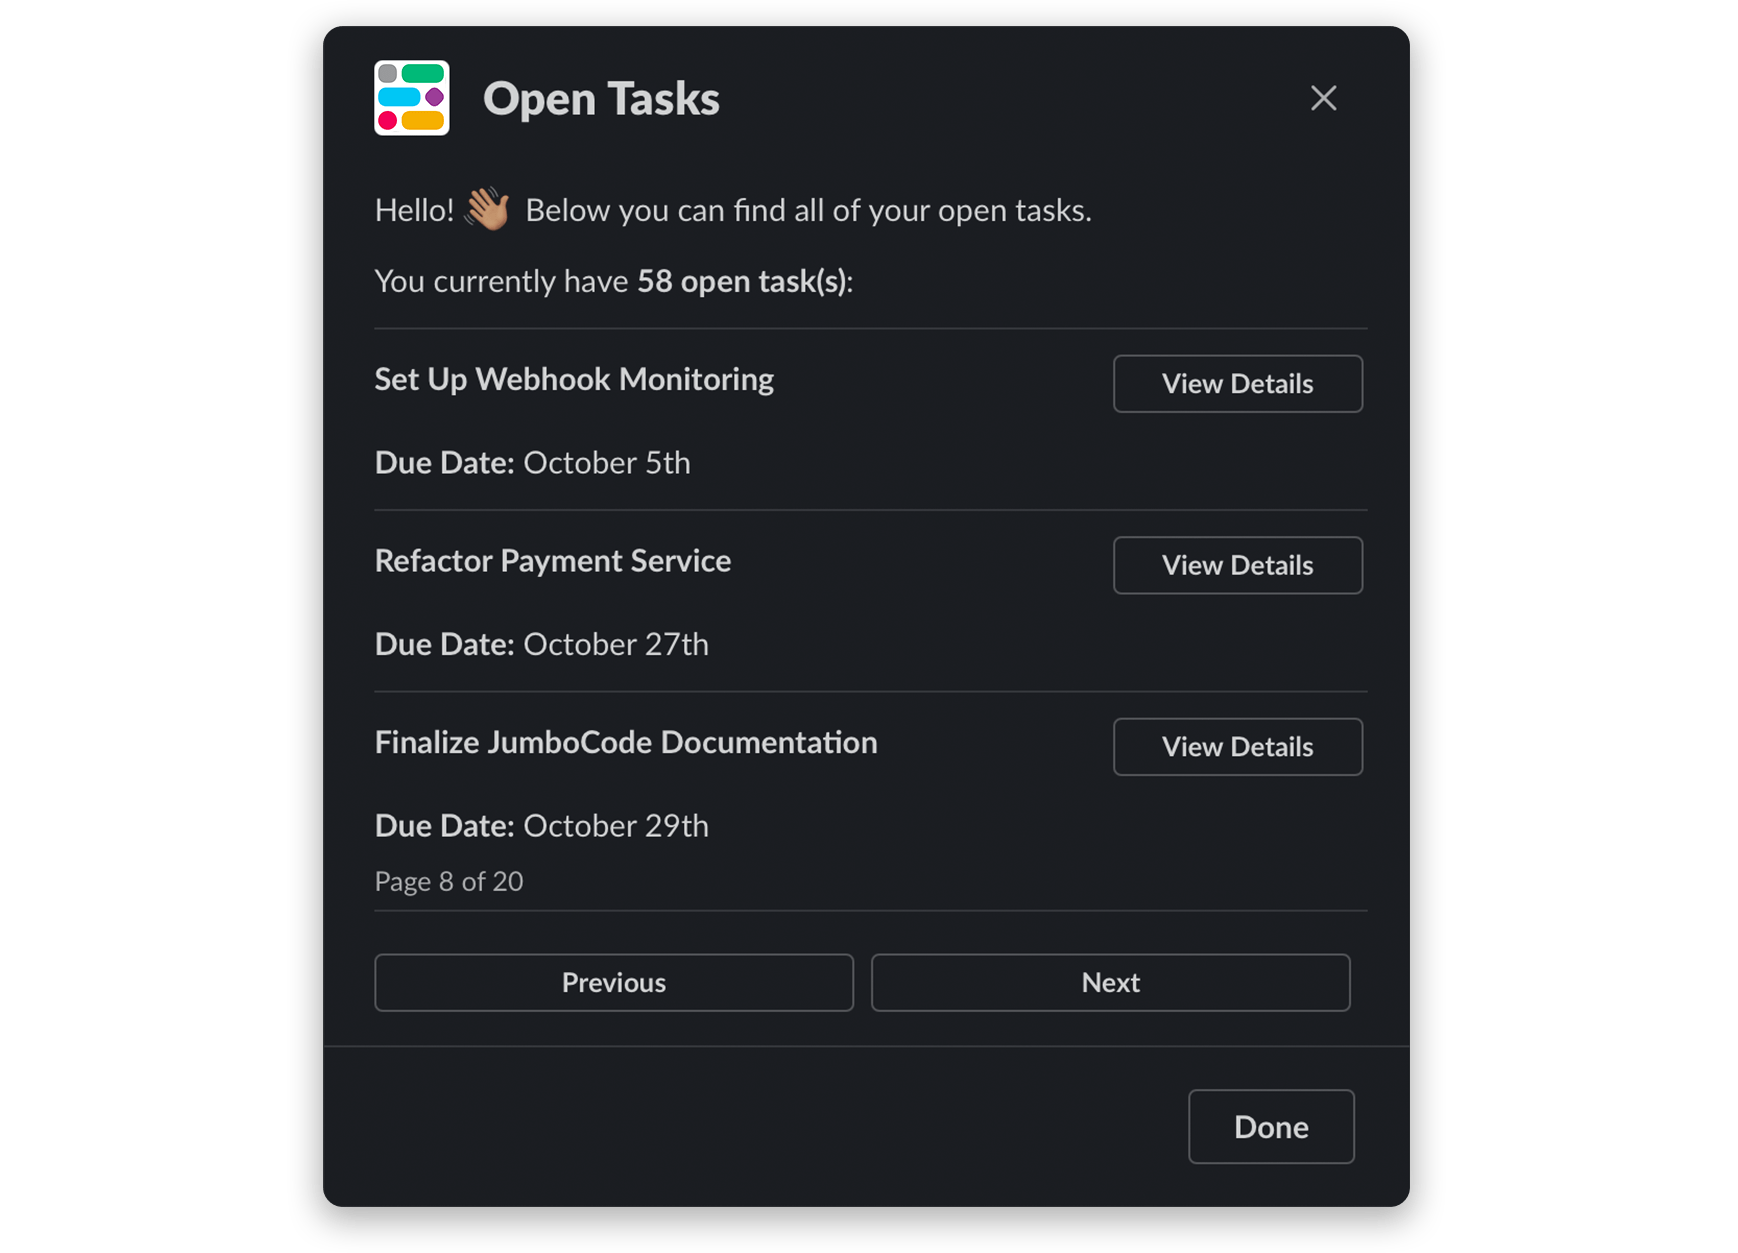 Open Tasks
Hello! 👋🏽 Below you can find all of your open tasks.
You currently have 58 open task(s):
Set Up Webhook Monitoring
View Details
Due Date: October 5th
Refactor Payment Service
View Details
Due Date: October 27th
Finalize JumboCode Documentation
View Details
Due Date: October 29th
Page 8 of 20
Previous
Next
Done